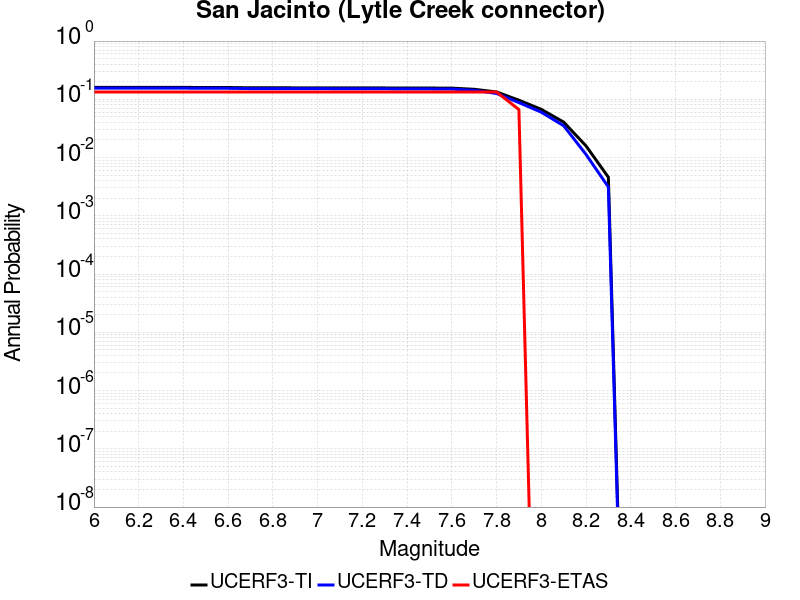 San Jacinto (Lytle Creek connector)
10^0
10^-1
10^-2
10^-3
10^-4
10^-5
10^-6
10^-7
10^-8
Annual Probability
6 6.2 6.4 6.6 6.8 7 7.2 7.4 7.6 7.8 8 8.2 8.4 8.6 8.8 9
Magnitude
UCERF3-TI UCERF3-TD UCERF3-ETAS